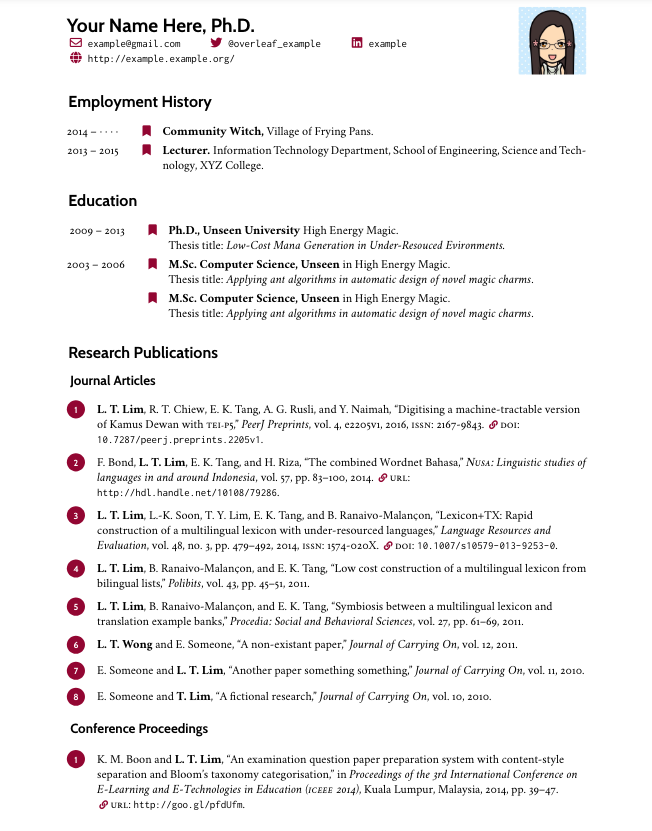 Your Name Here, Ph.D.
example@gmail.com @overleaf_example example
http://example.example.org/
Employment History
2014 – · · · · Community Witch, Village of Frying Pans.
2013 – 2015 Lecturer. Information Technology Department, School of Engineering, Science and Tech-
nology, XYZ College.
Education
2009 – 2013 Ph.D., Unseen University High Energy Magic.
Thesis title: Low-Cost Mana Generation in Under-Resouced Evironments.
2003 – 2006 M.Sc. Computer Science, Unseen in High Energy Magic.
Thesis title: Applying ant algorithms in automatic design of novel magic charms.
M.Sc. Computer Science, Unseen in High Energy Magic.
Thesis title: Applying ant algorithms in automatic design of novel magic charms.
Research Publications
Journal Articles
1 L. T. Lim, R. T. Chiew, E. K. Tang, A. G. Rusli, and Y. Naimah, “Digitising a machine-tractable version
of Kamus Dewan with TEI-P5,” PeerJ Preprints, vol. 4, e2205v1, 2016, ISSN: 2167-9843. DOI:
10.7287/peerj.preprints.2205v1.
2 F. Bond, L. T. Lim, E. K. Tang, and H. Riza, “The combined Wordnet Bahasa,” NUSA: Linguistic studies of
languages in and around Indonesia, vol. 57, pp. 83–100, 2014. URL:
http://hdl.handle.net/10108/79286.
3 L. T. Lim, L.-K. Soon, T. Y. Lim, E. K. Tang, and B. Ranaivo-Malançon, “Lexicon+TX: Rapid
construction of a multilingual lexicon with under-resourced languages,” Language Resources and
Evaluation, vol. 48, no. 3, pp. 479–492, 2014, ISSN: 1574-020X. DOI: 10.1007/s10579-013-9253-0.
4 L. T. Lim, B. Ranaivo-Malançon, and E. K. Tang, “Low cost construction of a multilingual lexicon from
bilingual lists,” Polibits, vol. 43, pp. 45–51, 2011.
5 L. T. Lim, B. Ranaivo-Malançon, and E. K. Tang, “Symbiosis between a multilingual lexicon and
translation example banks,” Procedia: Social and Behavioral Sciences, vol. 27, pp. 61–69, 2011.
6 L. T. Wong and E. Someone, “A non-existant paper,” Journal of Carrying On, vol. 12, 2011.
7 E. Someone and L. T. Lim, “Another paper something something,” Journal of Carrying On, vol. 11, 2010.
8 E. Someone and T. Lim, “A fictional research,” Journal of Carrying On, vol. 10, 2010.
Conference Proceedings
1 K. M. Boon and L. T. Lim, “An examination question paper preparation system with content-style
separation and Bloom’s taxonomy categorisation,” in Proceedings of the 3rd International Conference on
E-Learning and E-Technologies in Education (ICEEE 2014), Kuala Lumpur, Malaysia, 2014, pp. 39–47.
URL: http://goo.gl/pfdUfm.